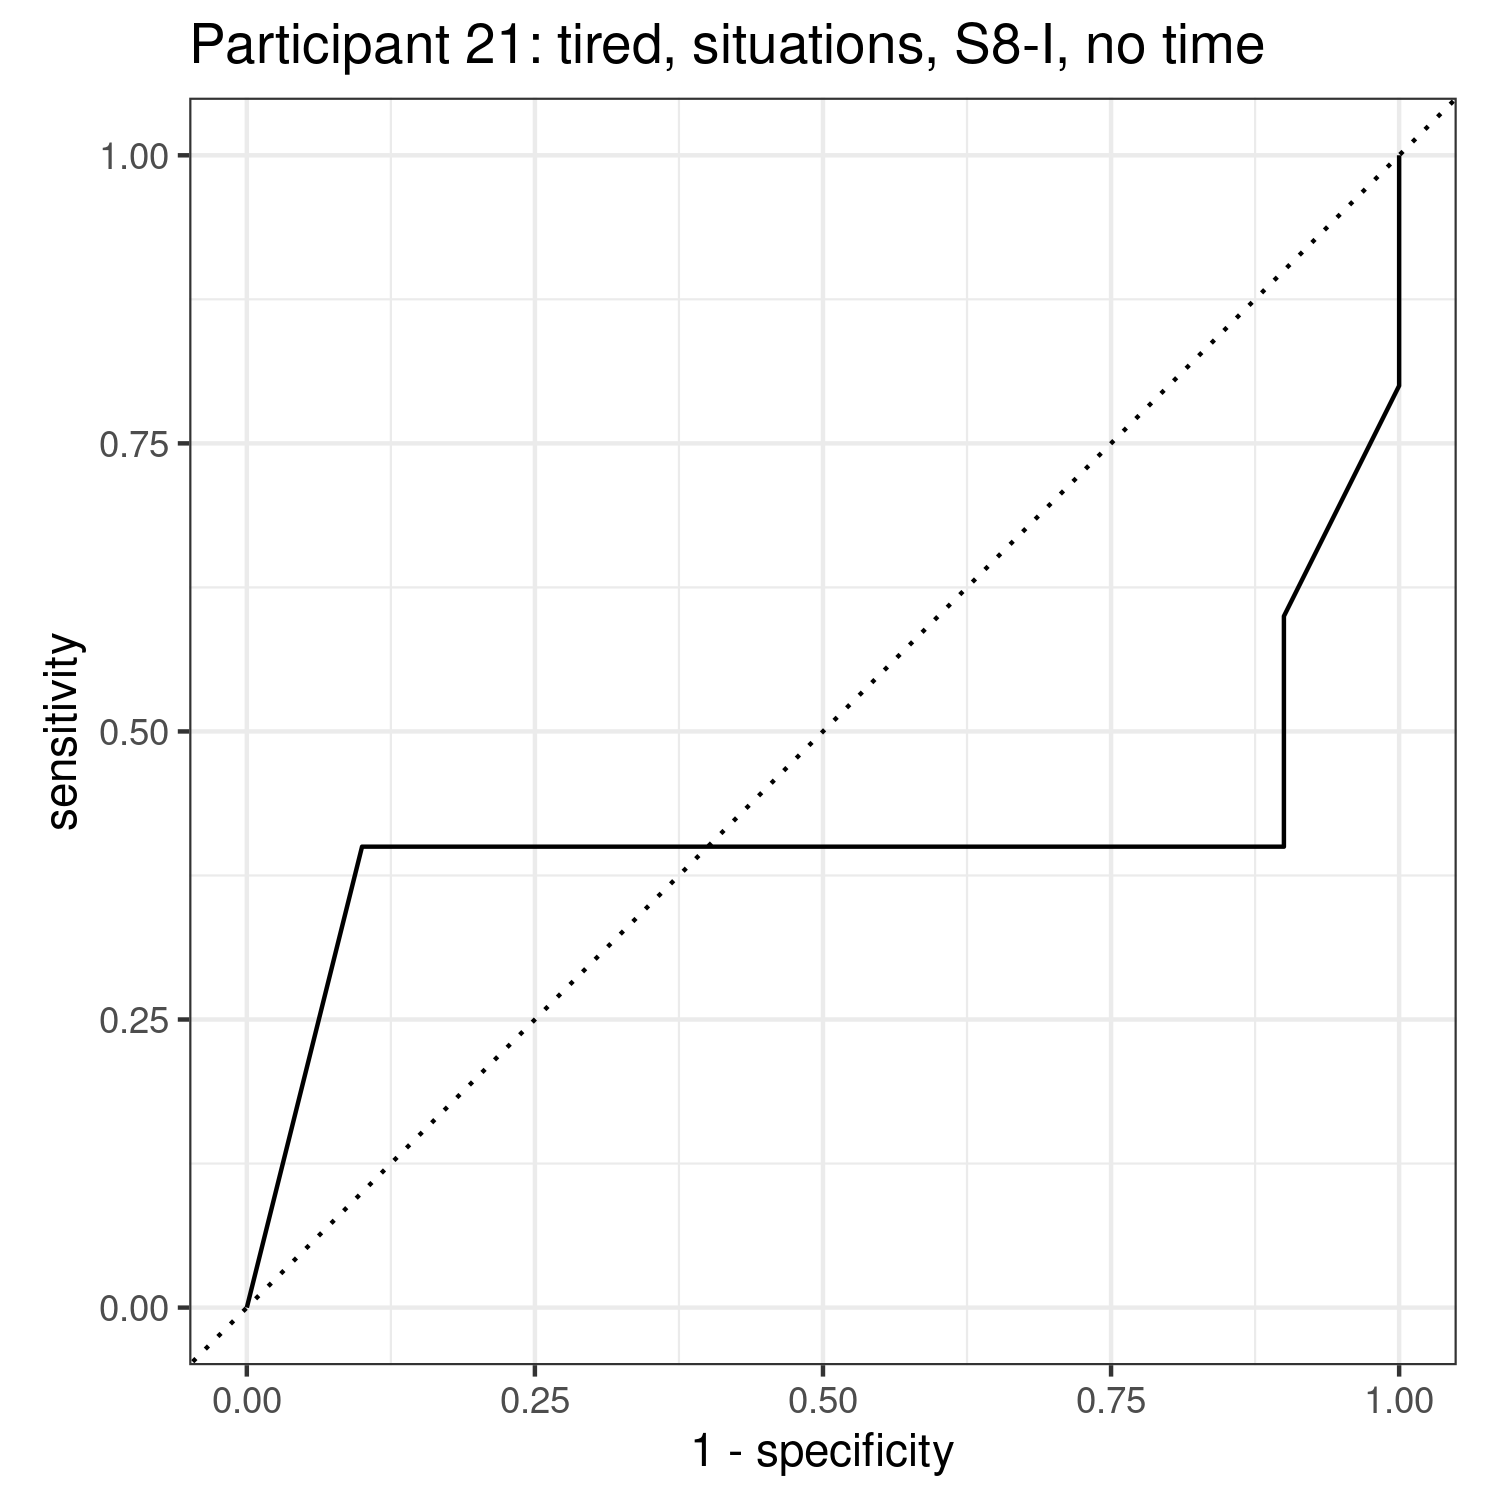 Participant 21: tired, situations, S8-I, no time
1.00
0.75
0.50
0.25
0.00
sensitivity
0.00 0.25 0.50 0.75 1.00
1 - specificity